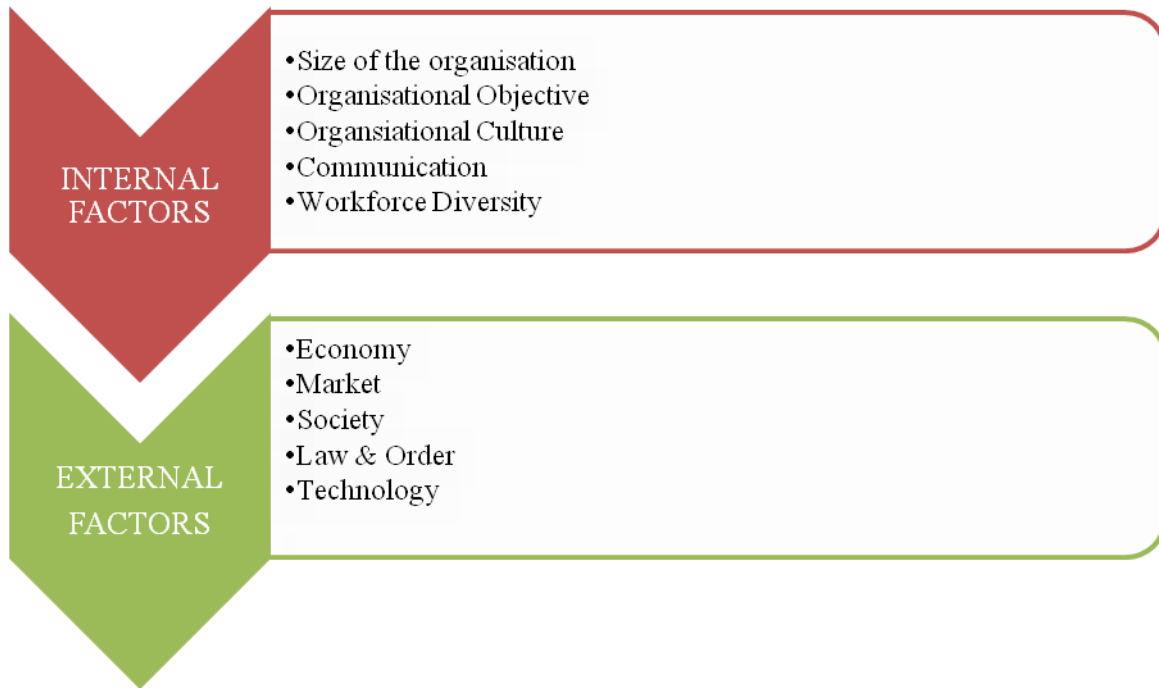 INTERNAL
FACTORS
•Size of the organisation
•Organisational Objective
•Organsiational Culture
•Communication
•Workforce Diversity
EXTERNAL
FACTORS
•Economy
•Market
•Society
•Law & Order
•Technology